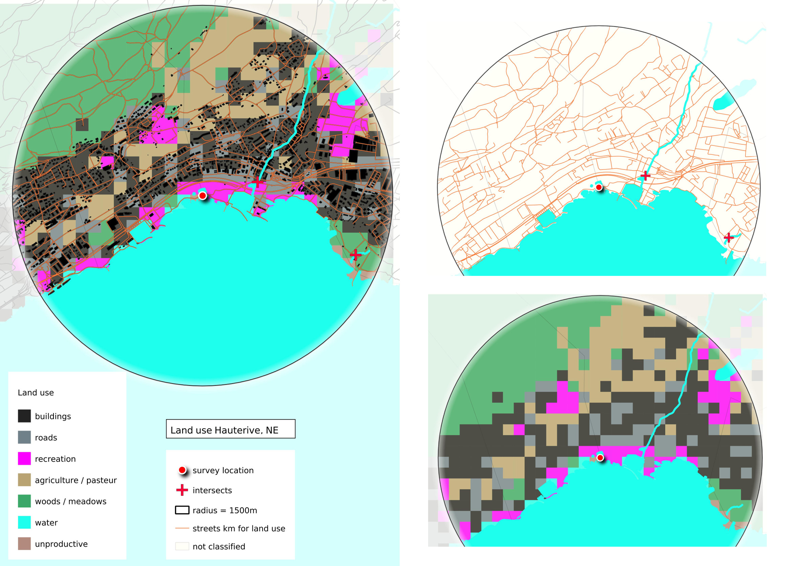 Land use
buildings
roads
recreation
agriculture / pasteur
woods / meadows
water
unproductive
Land use Hauterive, NE
survey location
intersects
radius = 1500m
streets km for land use
not classified